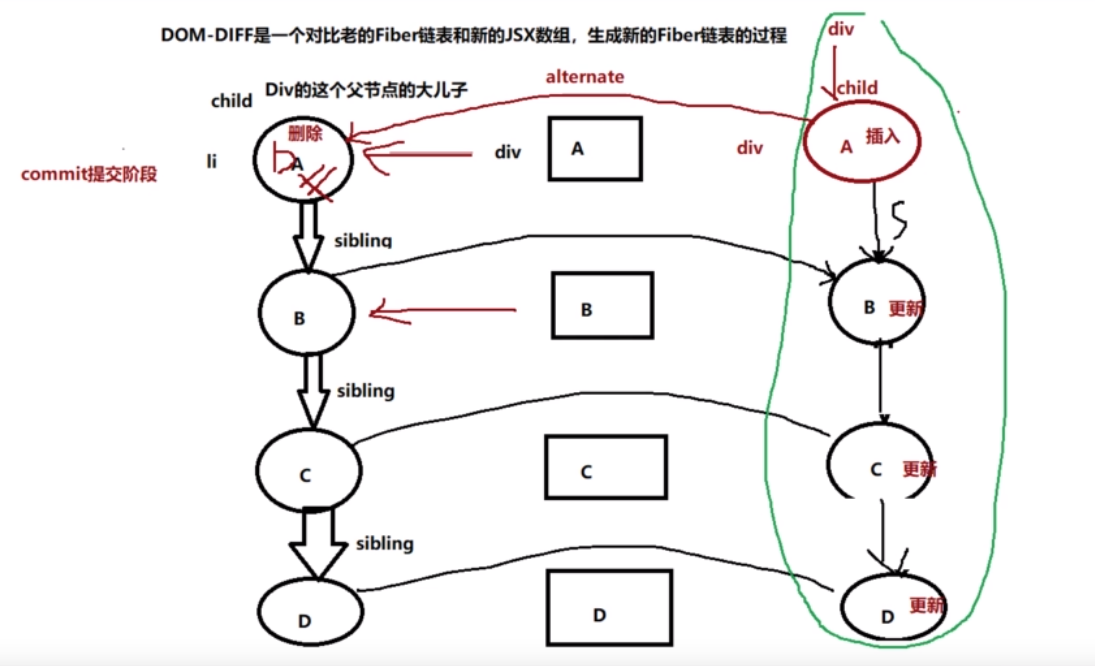 DOM-DIFF是一个对比老的Fiber链表和新的JSX数组，生成新的Fiber链表的过程
div
child
Div的这个父节点的大儿子
alternate
child
删除
A
li
div
A
div
A
插入
commit提交阶段
sibling
S
B
B
B
更新
sibling
C
C
C
更新
sibling
D
D
D
更新